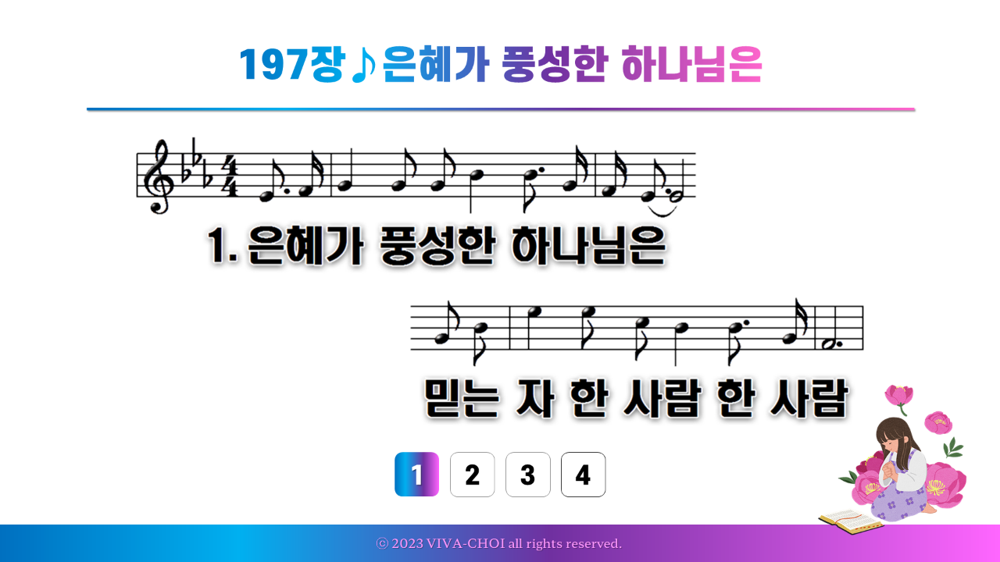 197장♪은혜가 풍성한 하나님은
1. 은혜가 풍성한 하나님은
믿는 자 한 사람 한 사람
1 2 3 4
ⓒ 2023 VIVA-CHOI all rights reserved.